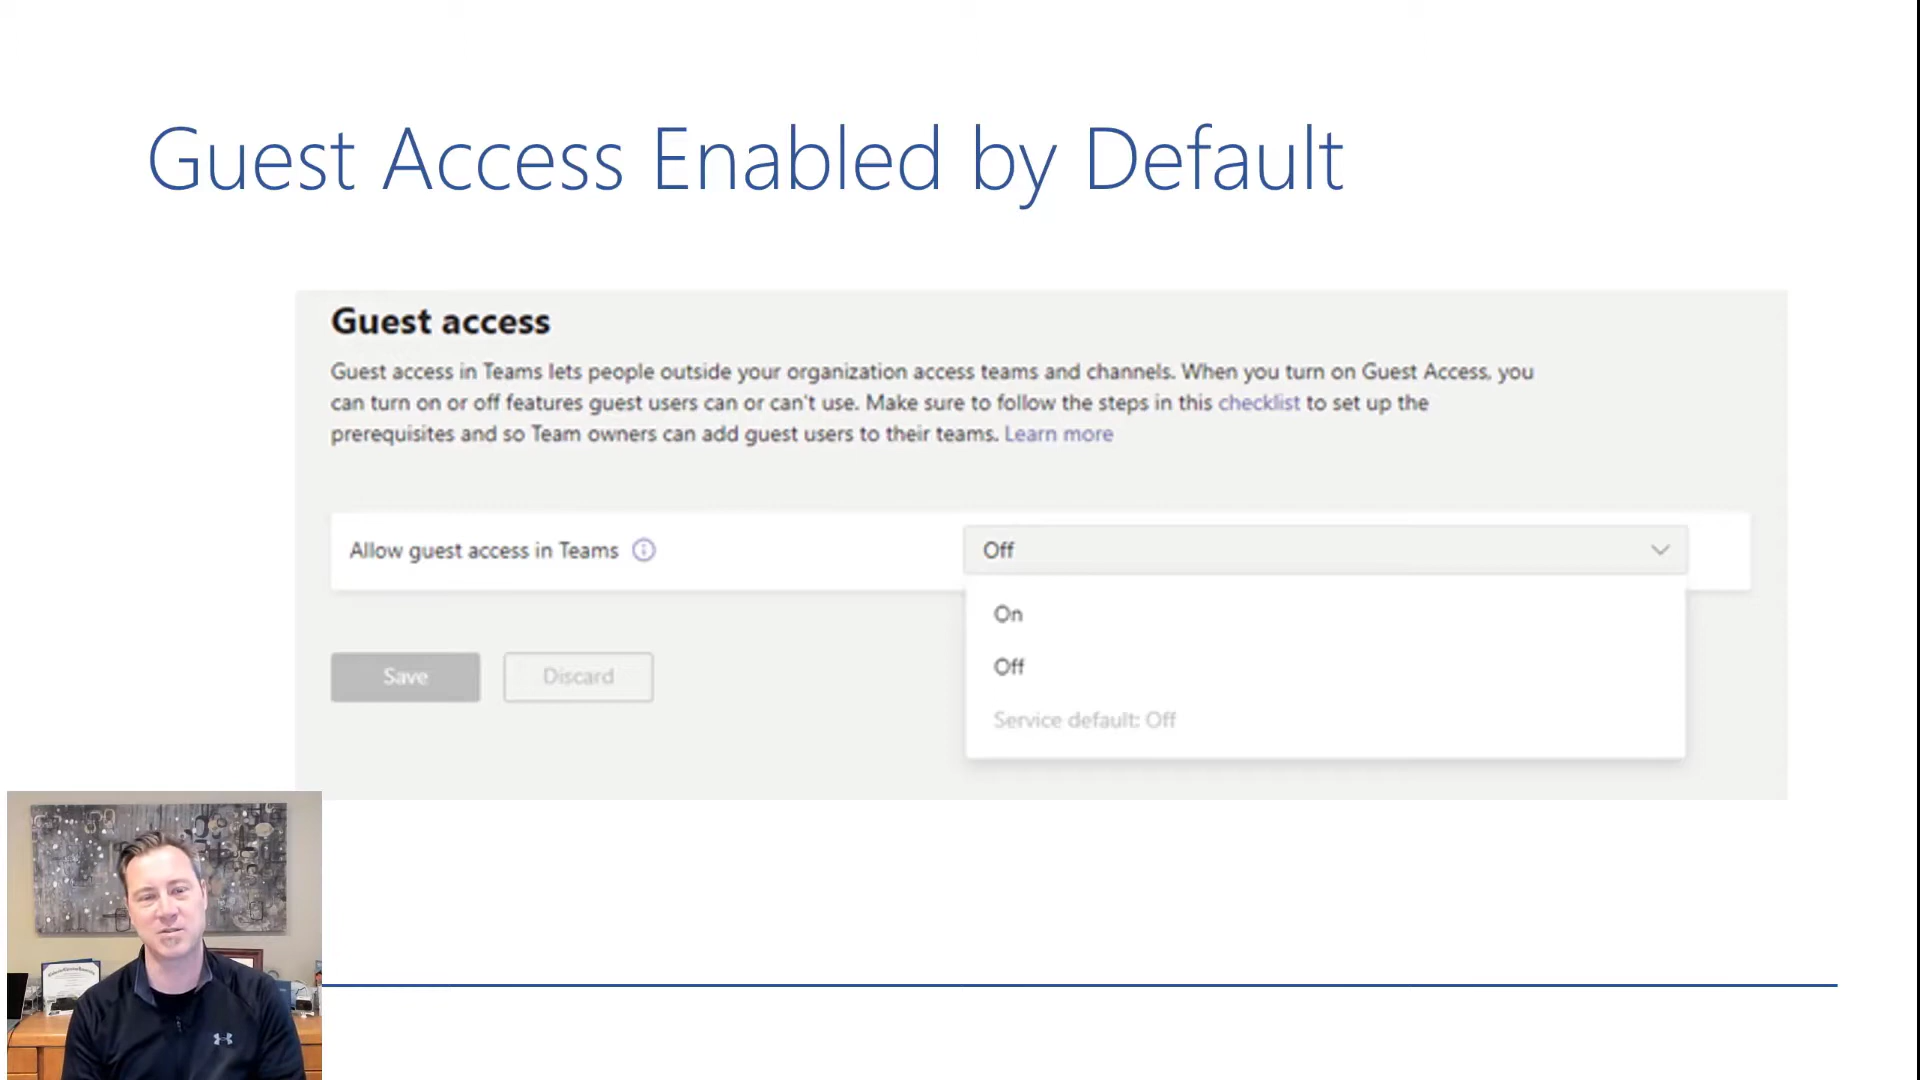 Guest Access Enabled by Default
Guest access
Guest access in Teams lets people outside your organization access teams and channels. When you turn on Guest Access, you
can turn on or off features guest users can or can't use. Make sure to follow the steps in this checklist to set up the
prerequisites and so Team owners can add guest users to their teams. Learn more
Allow guest access in Teams
Off
On
Off
Service default: Off
Save
Discard